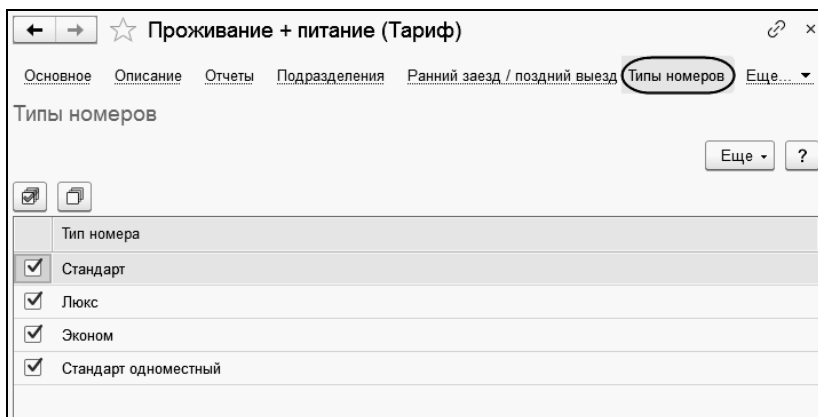 Проживание + питание (Тариф)
Основное Описание Отчеты Подразделения Ранний заезд / поздний выезд Типы номеров Еще...
Типы номеров
Еще ?
Тип номера
Стандарт
Люкс
Эконом
Стандарт одноместный